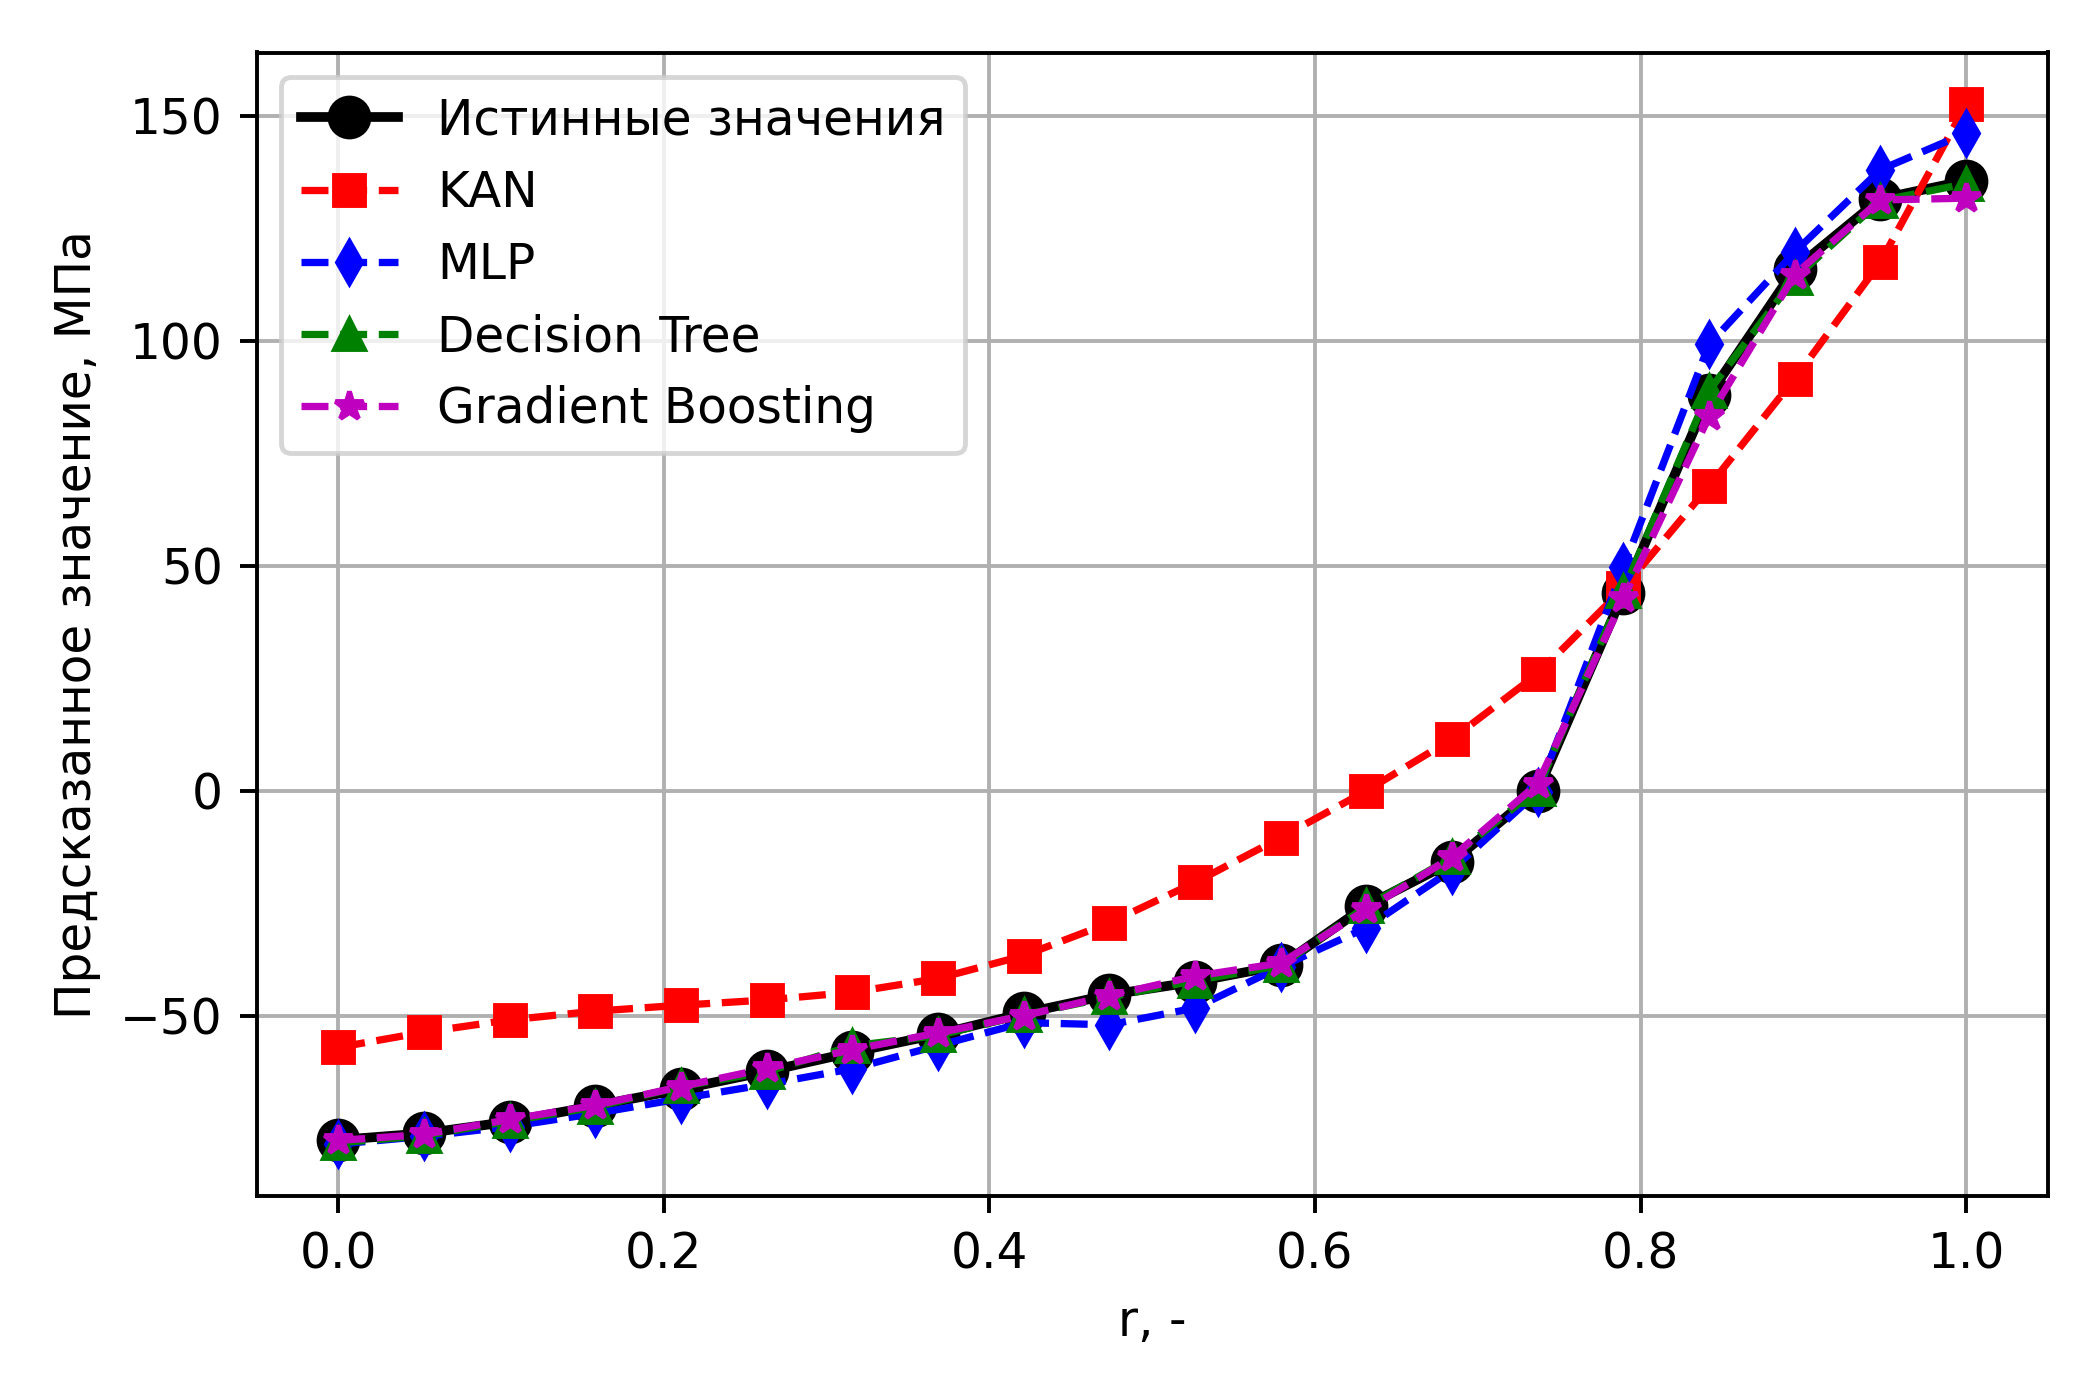 Предсказанное значение, МПа
150
100
50
0
−50
Истинные значения
KAN
MLP
Decision Tree
Gradient Boosting
0.0 0.2 0.4 0.6 0.8 1.0
r, -